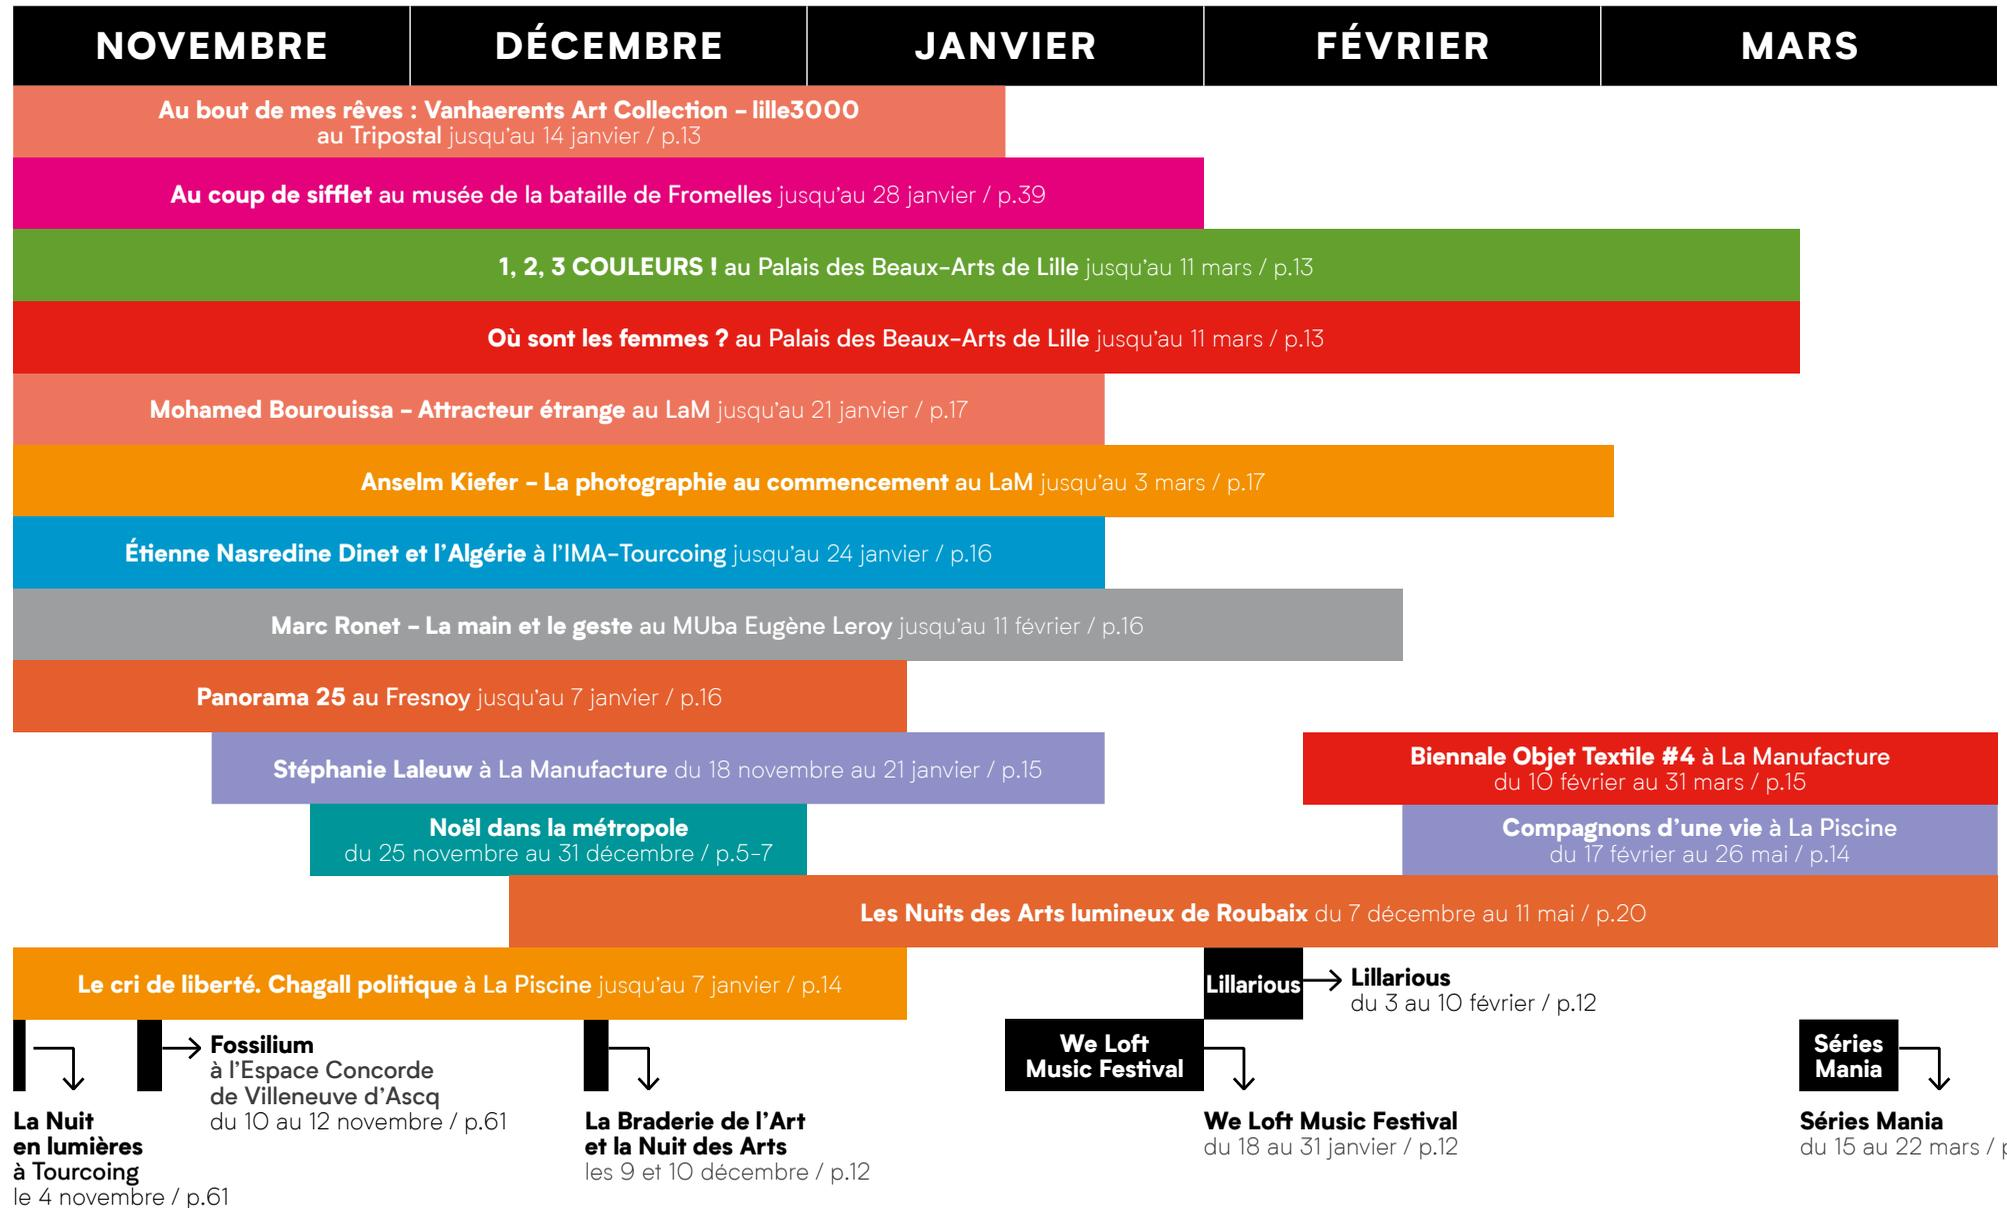 NOVEMBRE
DÉCEMBRE
JANVIER
FÉVRIER
MARS
Au bout de mes rêves : Vanhaerents Art Collection - lille3000
au Tripostal jusqu'au 14 janvier / p.13
Au coup de sifflet au musée de la bataille de Fromelles jusqu'au 28 janvier / p.39
1, 2, 3 COULEURS ! au Palais des Beaux-Arts de Lille jusqu'au 11 mars / p.13
Où sont les femmes ? au Palais des Beaux-Arts de Lille jusqu'au 11 mars / p.13
Mohamed Bourouissa - Attracteur étrange au LaM jusqu'au 21 janvier / p.17
Anselm Kiefer - La photographie au commencement au LaM jusqu'au 3 mars / p.17
Étienne Nasredine Dinet et l'Algérie à l'IMA-Tourcoing jusqu'au 24 janvier / p.16
Marc Ronet - La main et le geste au MUba Eugène Leroy jusqu'au 11 février / p.16
Panorama 25 au Fresnoy jusqu'au 7 janvier / p.16
Stéphanie Laleuw à La Manufacture du 18 novembre au 21 janvier / p.15
Biennale Objet Textile #4 à La Manufacture
du 10 février au 31 mars / p.15
Noël dans la métropole
du 25 novembre au 31 décembre / p.5-7
Compagnons d'une vie à La Piscine
du 17 février au 26 mai / p.14
Les Nuits des Arts lumineux de Roubaix du 7 décembre au 11 mai / p.20
Le cri de liberté. Chagall politique à La Piscine jusqu'au 7 janvier / p.14
Lillarious
Lillarious
du 3 au 10 février / p.12
La Nuit
en lumières
à Tourcoing
le 4 novembre / p.61
Fossilium
à l'Espace Concorde
de Villeneuve d'Ascq
du 10 au 12 novembre / p.61
La Braderie de l'Art
et la Nuit des Arts
les 9 et 10 décembre / p.12
We Loft
Music Festival
We Loft Music Festival
du 18 au 31 janvier / p.12
Séries
Mania
Séries Mania
du 15 au 22 mars /